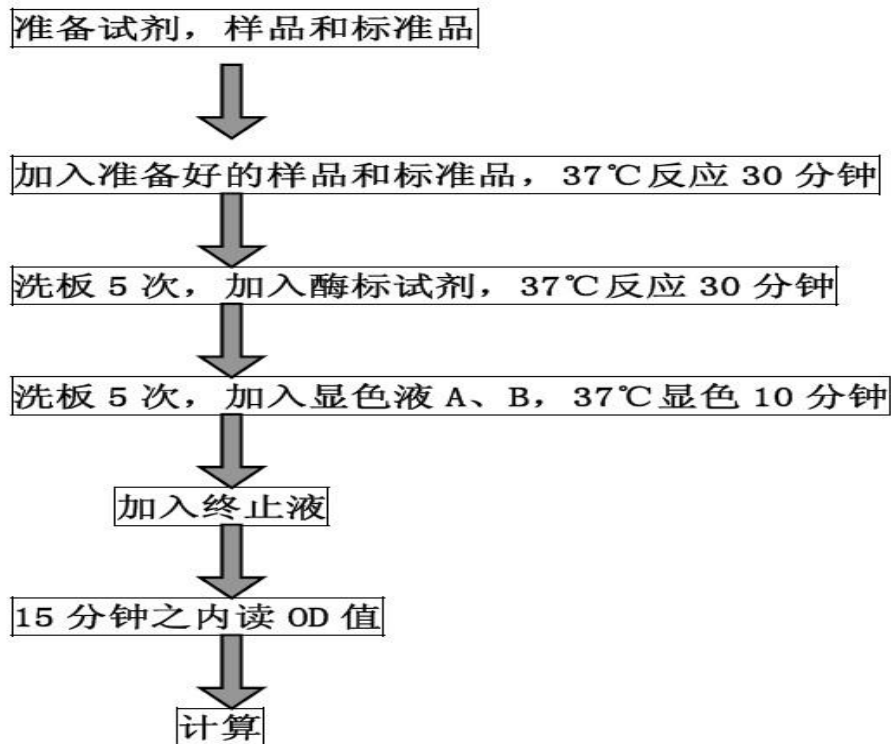 准备试剂，样品和标准品
加入准备好的样品和标准品，37℃反应 30 分钟
洗板 5 次，加入酶标试剂，37℃反应 30 分钟
洗板 5 次，加入显色液 A、B，37℃显色 10 分钟
加入终止液
15 分钟之内读 OD 值
计算